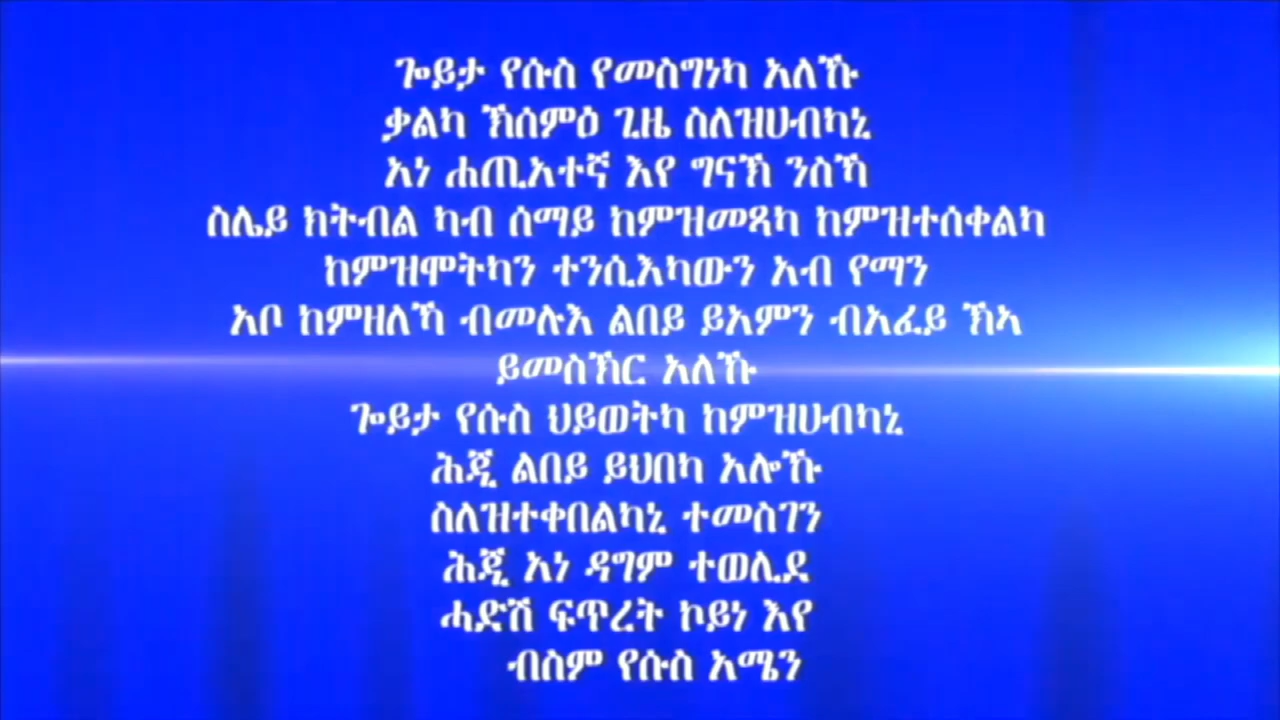 ጐይታ የሱስ የመስግነካ አለኹ
ቃልካ ኽሰምዕ ጊዜ ስለዝሀብካኒ
አነ ሐጢአተኛ እየ ግናኽ ንስኻ
ስሌይ ክትብል ካብ ሰማይ ከምዝመጻካ ከምዝተሰቀልካ
ከምዝሞትካን ተንሲእካውን አብ የማን
አቦ ከምዘለኻ ብመሉእ ልበይ ይአምን ብአፈይ ኽኣ
ይመስኽር አለኹ
ጐይታ የሱስ ህይወትካ ከምዝሀብካኒ
ሕጂ ልበይ ይህበካ አሎኹ
ስለዝተቀበልካኒ ተመስገን
ሕጂ አነ ዳግም ተወሊደ
ሓድሽ ፍጥረት ኮይነ እየ
ብስም የሱስ አሜን